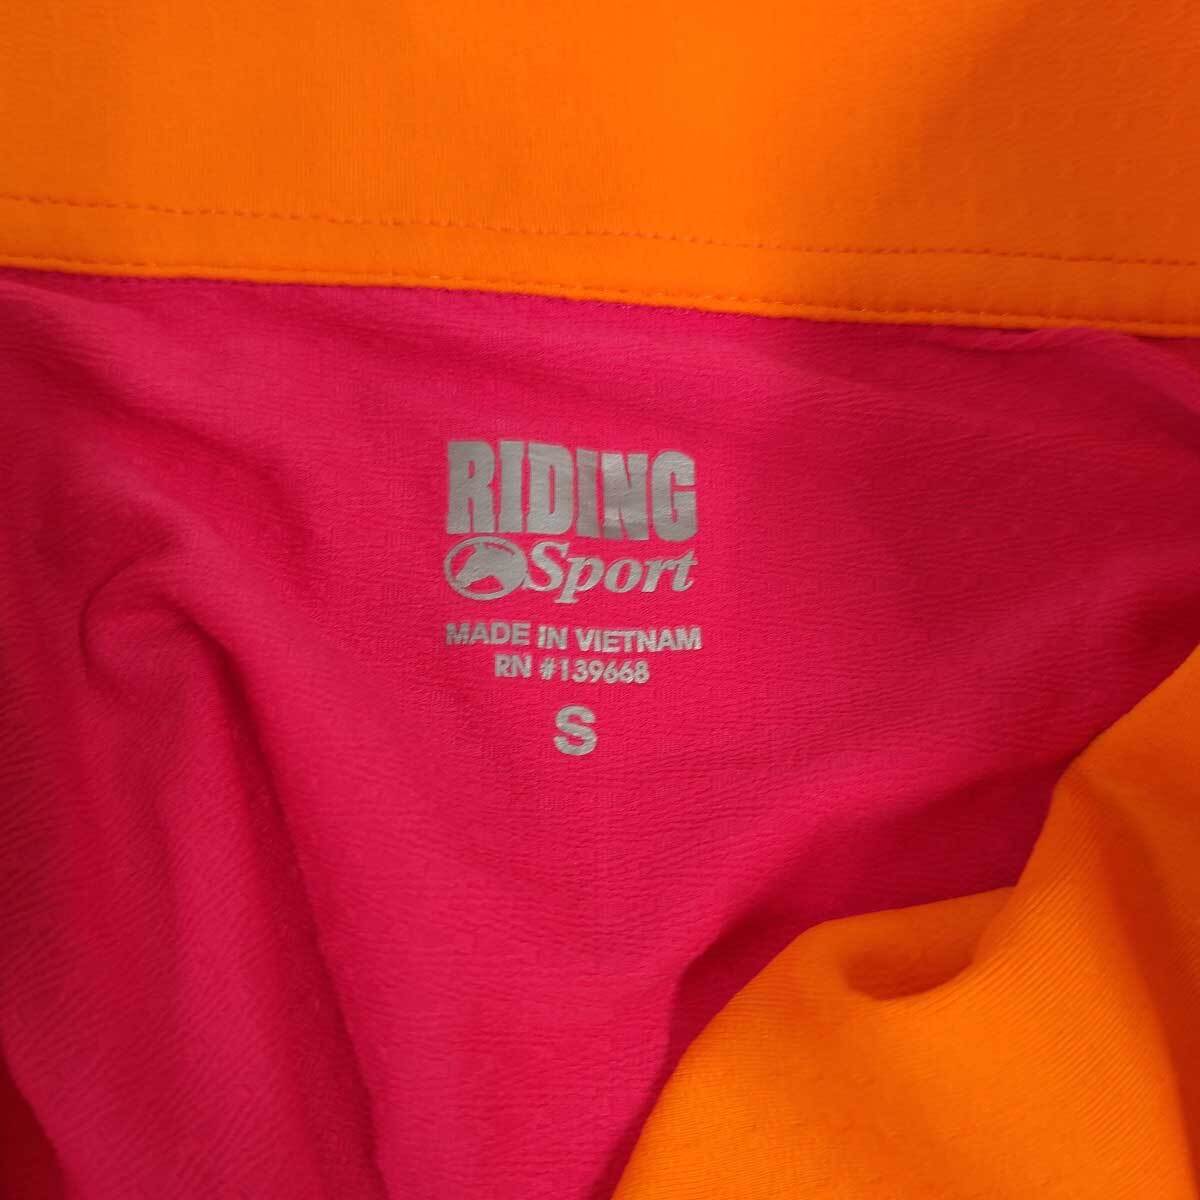 RIDING
Sport
MADE IN VIETNAM
RN #139668
S